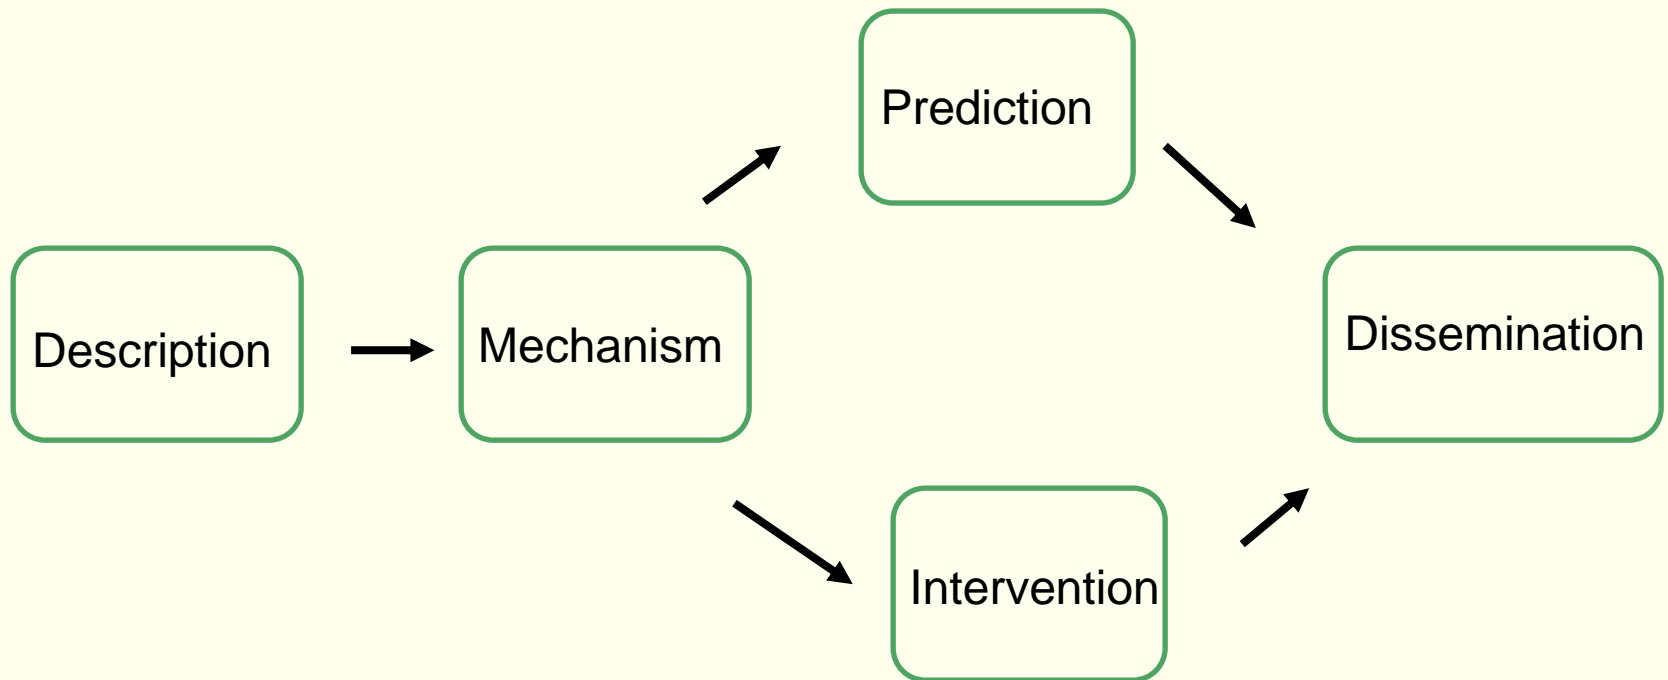 Description
Mechanism
Prediction
Intervention
Dissemination